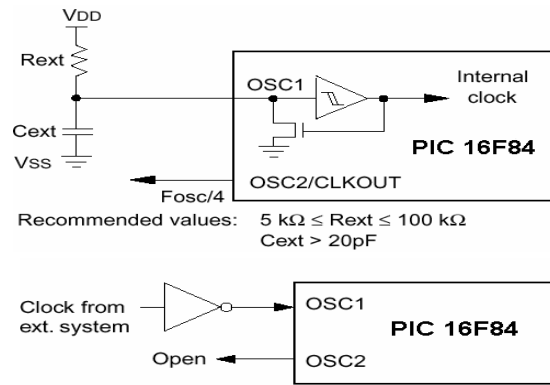 VDD
Rext
OSC1
Internal
clock
Cext
PIC 16F84
VSS
Fosc/4
OSC2/CLKOUT
Recommended values: 5 kΩ ≤ Rext ≤ 100 kΩ
Cext > 20pF
Clock from
ext. system
OSC1
PIC 16F84
Open
OSC2